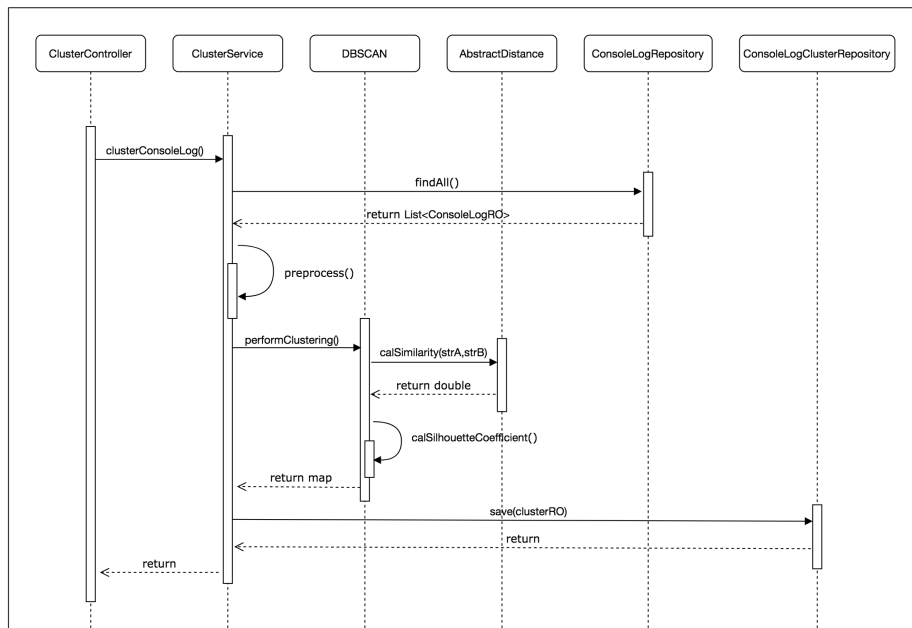 ClusterController
ClusterService
DBSCAN
AbstractDistance
ConsoleLogRepository
ConsoleLogClusterRepository
clusterConsoleLog()
findAll()
return List<ConsoleLogRO>
preprocess()
performClustering()
calSimilarity(strA,strB)
return double
calSilhouetteCoefficient()
return map
save(clusterRO)
return
return